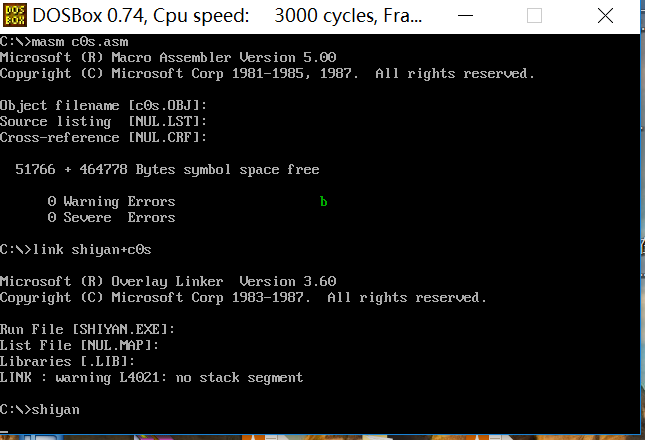 DOS BOX
DOSBox 0.74, Cpu speed: 3000 cycles, Fra...
C:\>masm c0s.asm
Microsoft (R) Macro Assembler Version 5.00
Copyright (C) Microsoft Corp 1981-1985, 1987.  All rights reserved.
Object filename [c0s.OBJ]:
Source listing  [NUL.LST]:
Cross-reference [NUL.CRF]:
51766 + 464778 Bytes symbol space free
0 Warning Errors b
0 Severe  Errors
C:\>link shiyan+c0s
Microsoft (R) Overlay Linker  Version 3.60
Copyright (C) Microsoft Corp 1983-1987.  All rights reserved.
Run File [SHIYAN.EXE]:
List File [NUL.MAP]:
Libraries [.LIB]:
LINK : warning L4021: no stack segment
C:\>shiyan
_